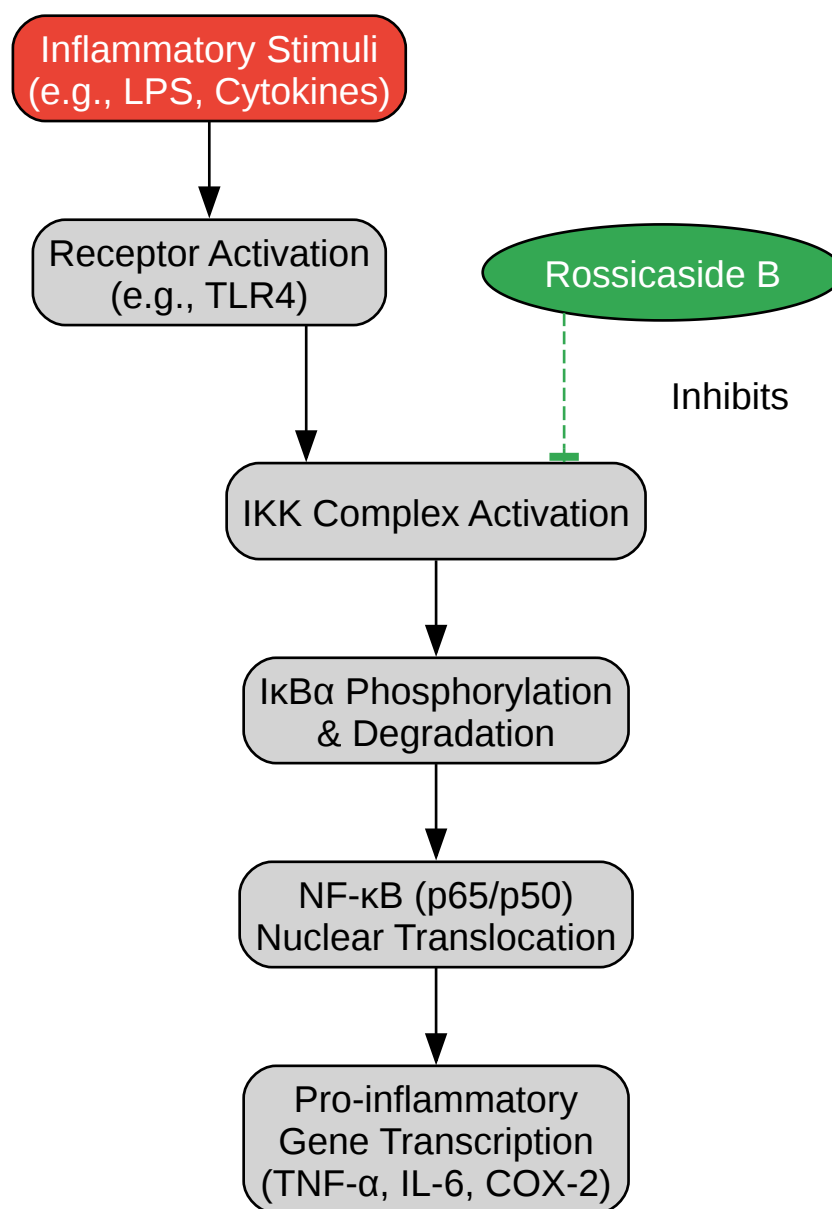 Inflammatory Stimuli
(e.g., LPS, Cytokines)
Receptor Activation
(e.g., TLR4)
Rossicaside B
Inhibits
IKK Complex Activation
IκBα Phosphorylation
& Degradation
NF-κB (p65/p50)
Nuclear Translocation
Pro-inflammatory
Gene Transcription
(TNF-α, IL-6, COX-2)